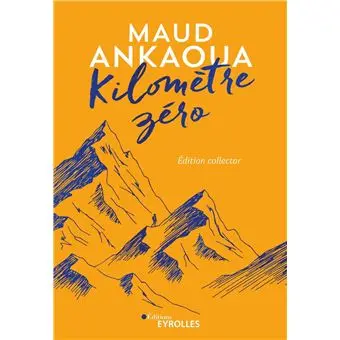 MAUD
ANKAOUA
Kilomètre
zéro
Édition collector
Éditions
EYROLLES